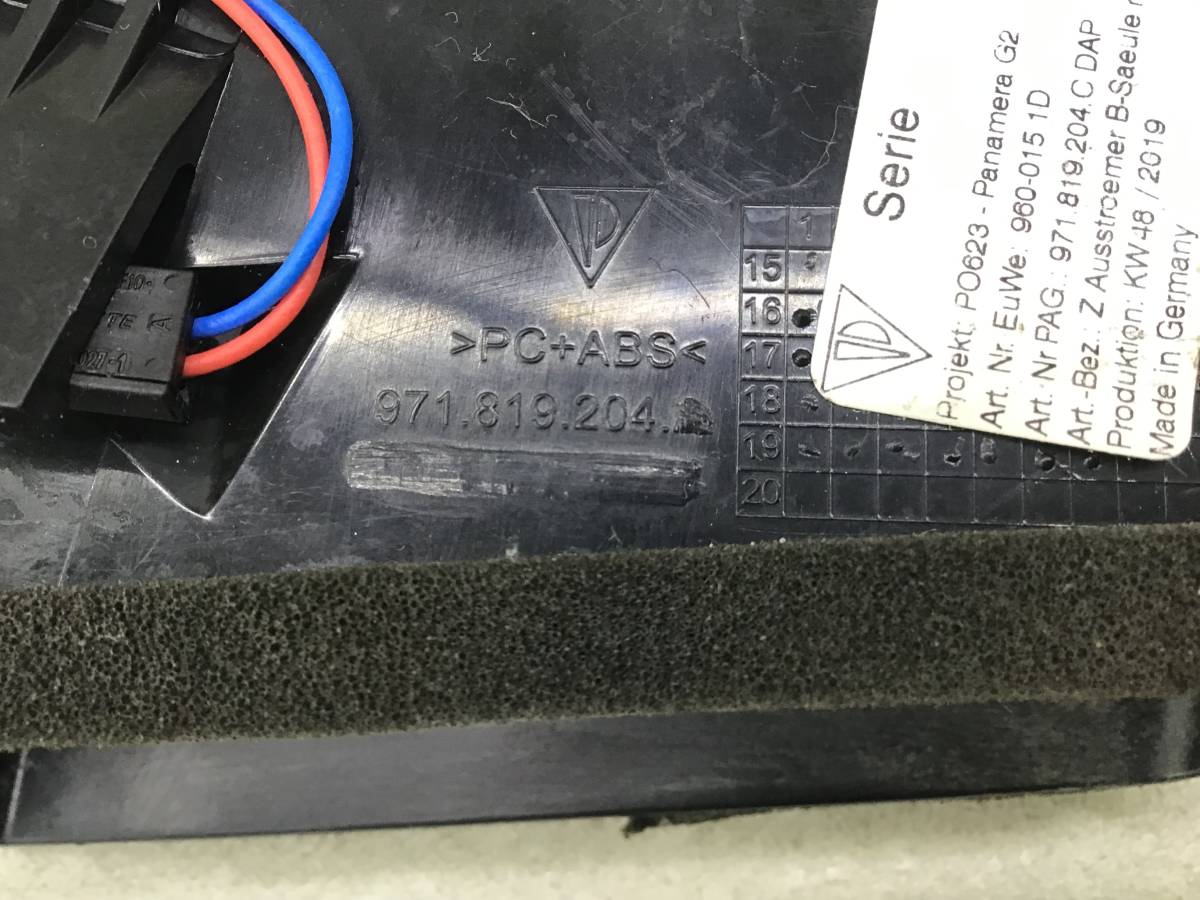 >PC+ABS<
971.819.204.
1
15
16
17
18
19
20
Serie
Projekt: PO623 - Panamera G2
Art. Nr. EuWe: 960-015 1D
Art. Nr PAG.: 971.819.204.C DAP
Art.-Bez.: Z Ausstroemer B-Saeule
Produktion: KW 48 / 2019
Made in Germany